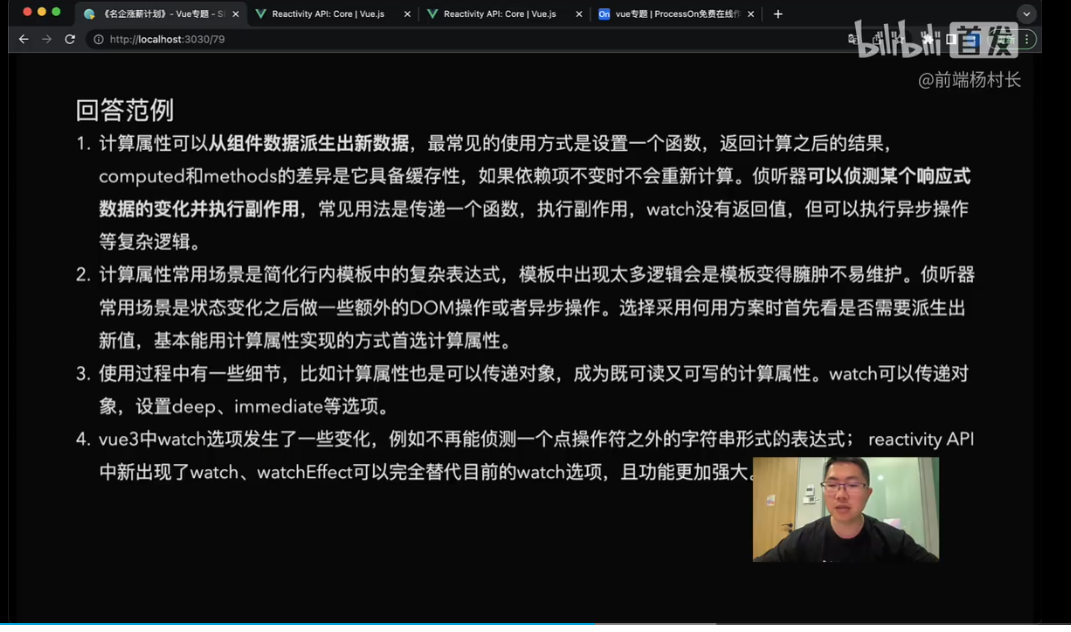 《名企涨薪计划》- Vue专题 - Sl
Reactivity API: Core | Vue.js
Reactivity API: Core | Vue.js
On vue专题 | ProcessOn免费在线作
http://localhost:3030/79
bilibili 首发
@前端杨村长
回答范例
1. 计算属性可以从组件数据派生出新数据，最常见的使用方式是设置一个函数，返回计算之后的结果，
computed和methods的差异是它具备缓存性，如果依赖项不变时不会重新计算。侦听器可以侦测某个响应式
数据的变化并执行副作用，常见用法是传递一个函数，执行副作用，watch没有返回值，但可以执行异步操作
等复杂逻辑。
2. 计算属性常用场景是简化行内模板中的复杂表达式，模板中出现太多逻辑会是模板变得臃肿不易维护。侦听器
常用场景是状态变化之后做一些额外的DOM操作或者异步操作。选择采用何用方案时首先看是否需要派生出
新值，基本能用计算属性实现的方式首选计算属性。
3. 使用过程中有一些细节，比如计算属性也是可以传递对象，成为既可读又可写的计算属性。watch可以传递对
象，设置deep、immediate等选项。
4. vue3中watch选项发生了一些变化，例如不再能侦测一个点操作符之外的字符串形式的表达式； reactivity API
中新出现了watch、watchEffect可以完全替代目前的watch选项，且功能更加强大。